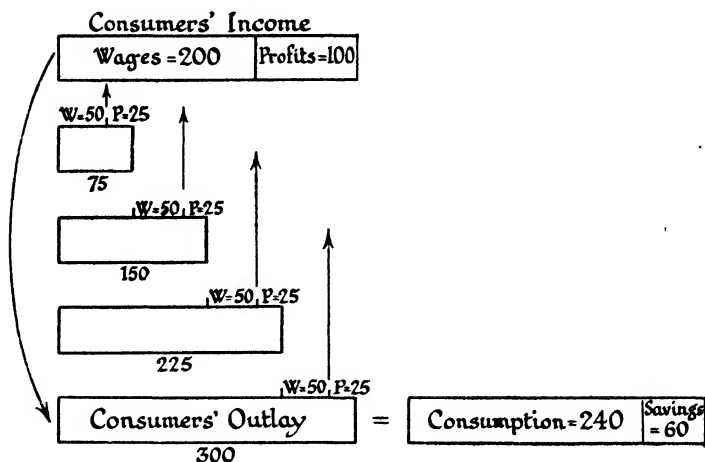 Consumers' Income
Wages=200 Profits=100
W=50 P=25
75
W=50 P=25
150
W=50 P=25
225
W=50 P=25
Consumers' Outlay = Consumption=240 Savings =60
300